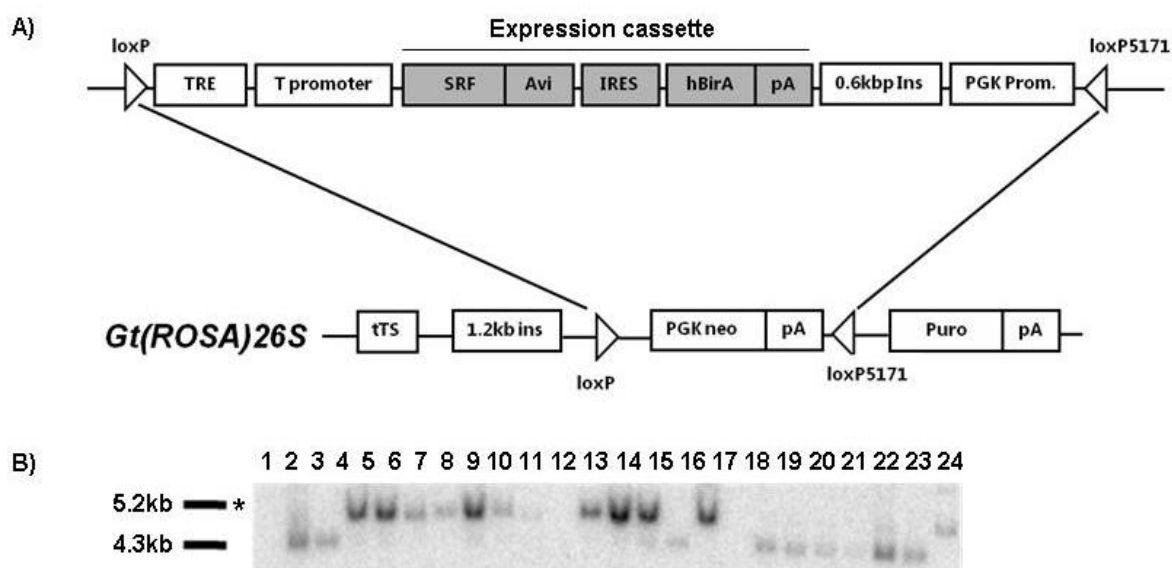 A)
Expression cassette
loxP
loxP5171
TRE
T promoter
SRF
Avi
IRES
hBirA
pA
0.6kbp Ins
PGK Prom.
Gt(ROSA)26S
tTS
1.2kb ins
PGK neo
pA
Puro
pA
loxP
loxP5171
B)
1 2 3 4 5 6 7 8 9 10 11 12 13 14 15 16 17 18 19 20 21 22 23 24
5.2kb *
4.3kb